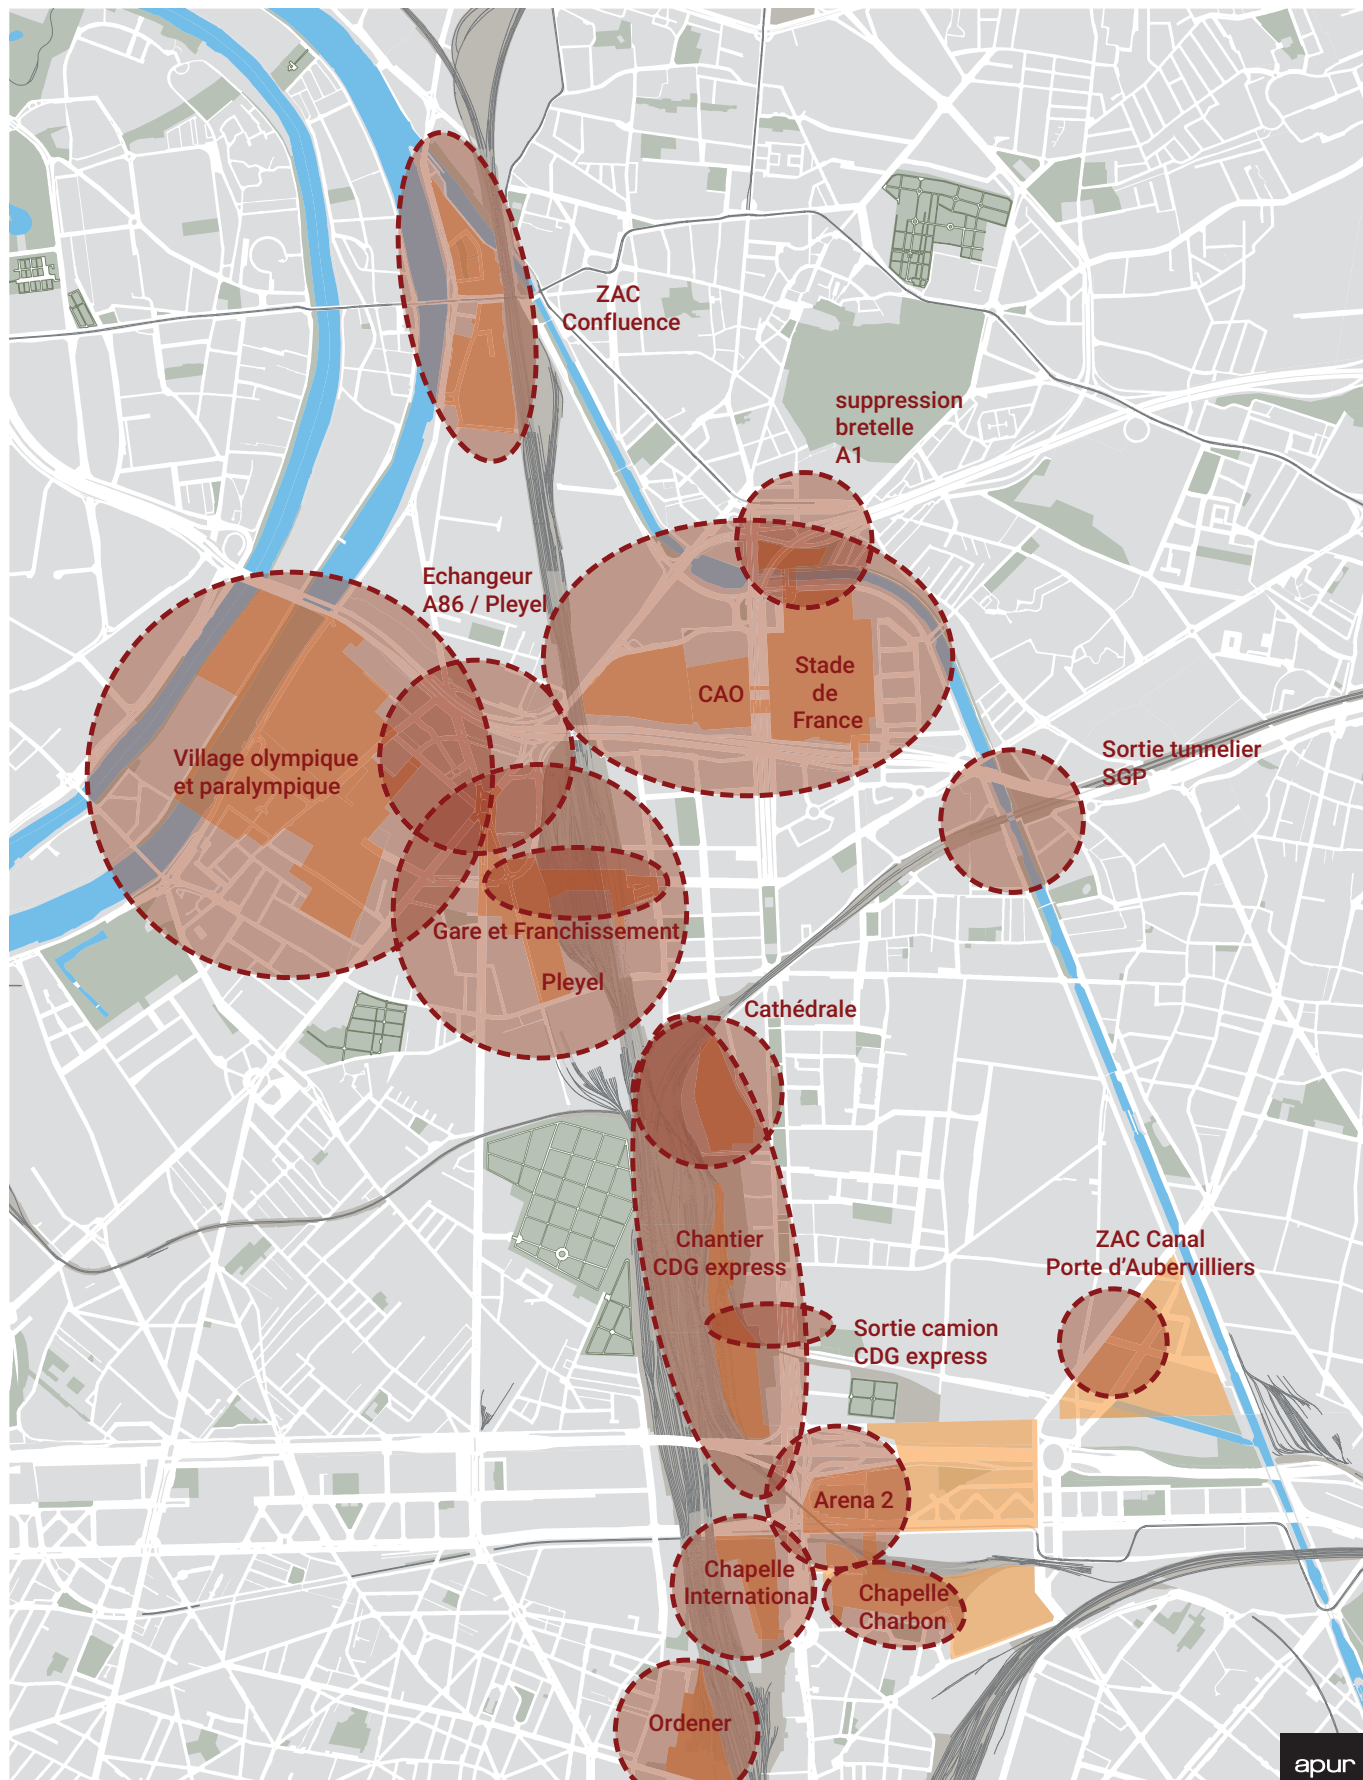 ZAC
Confluence
suppression
bretelle
A1
Echangeur
A86 / Pleyel
CAO
Stade
de
France
Village olympique
et paralympique
Sortie tunnelier
SGP
Gare et Franchissement
Pleyel
Cathédrale
Chantier
CDG express
ZAC Canal
Porte d'Aubervilliers
Sortie camion
CDG express
Arena 2
Chapelle
International
Chapelle
Charbon
Ordener
apur